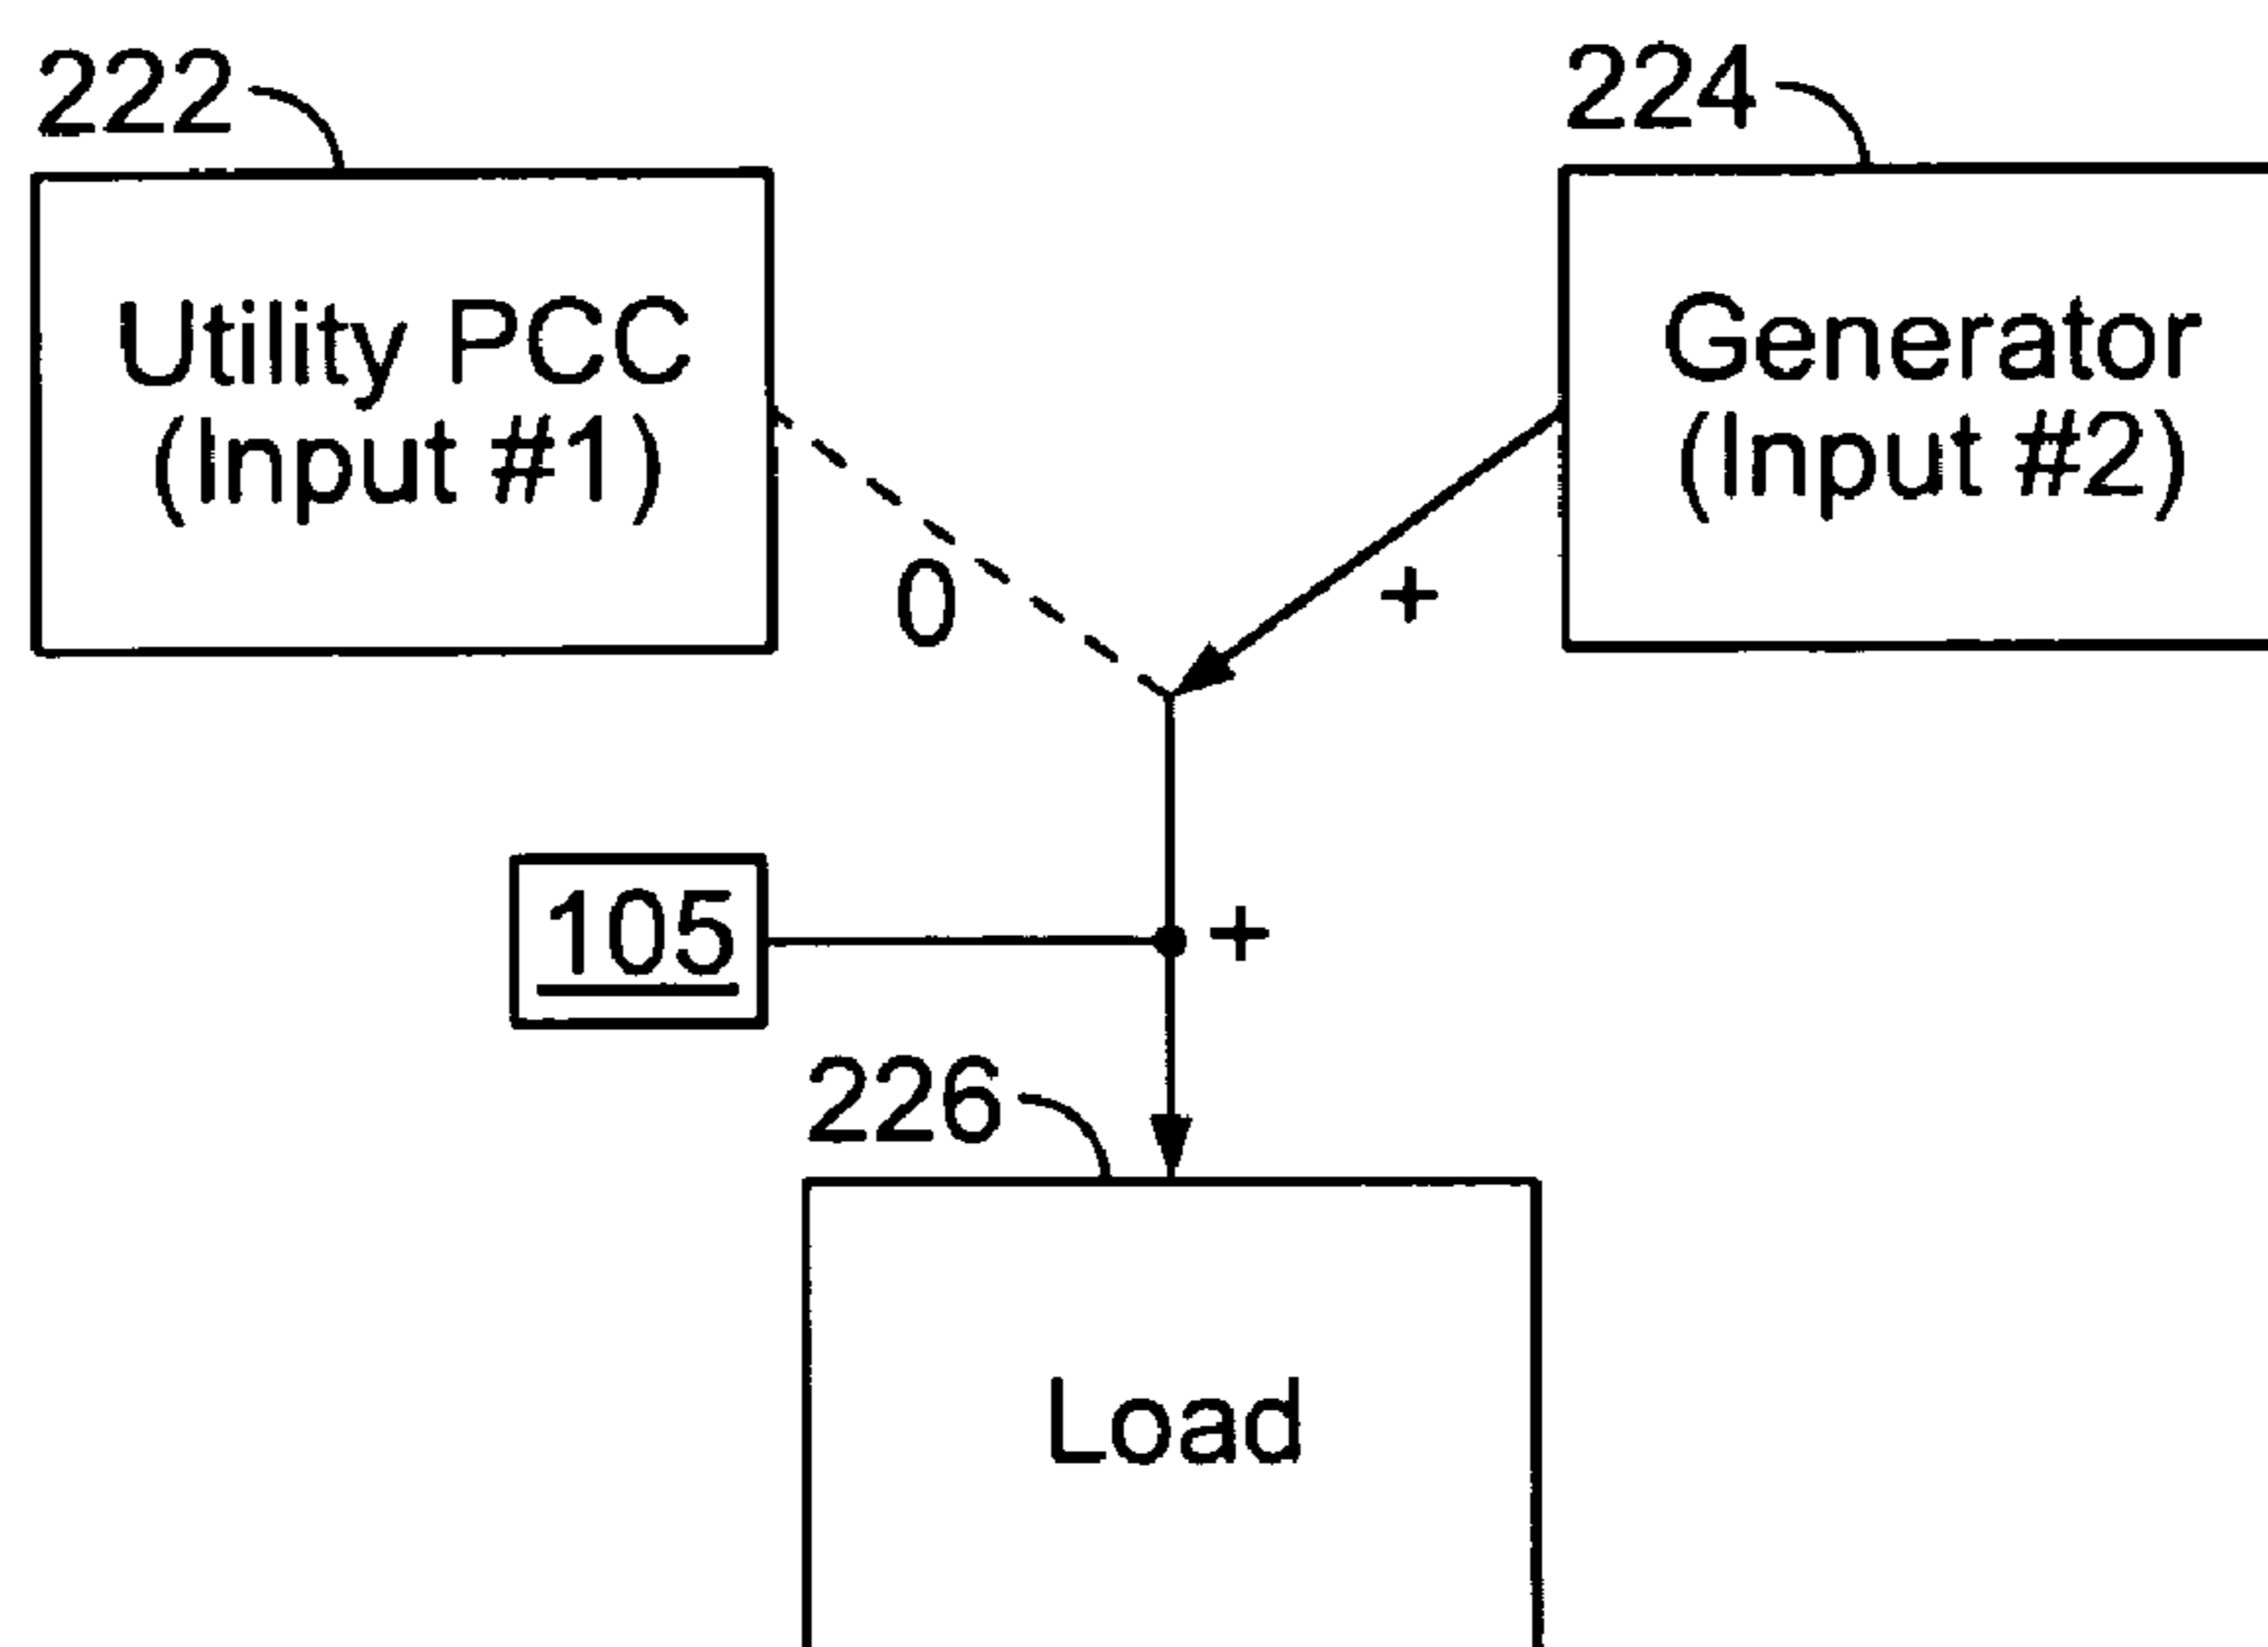 222
224
Utility PCC
(Input #1)
Generator
(Input #2)
0
+
105
+
226
Load